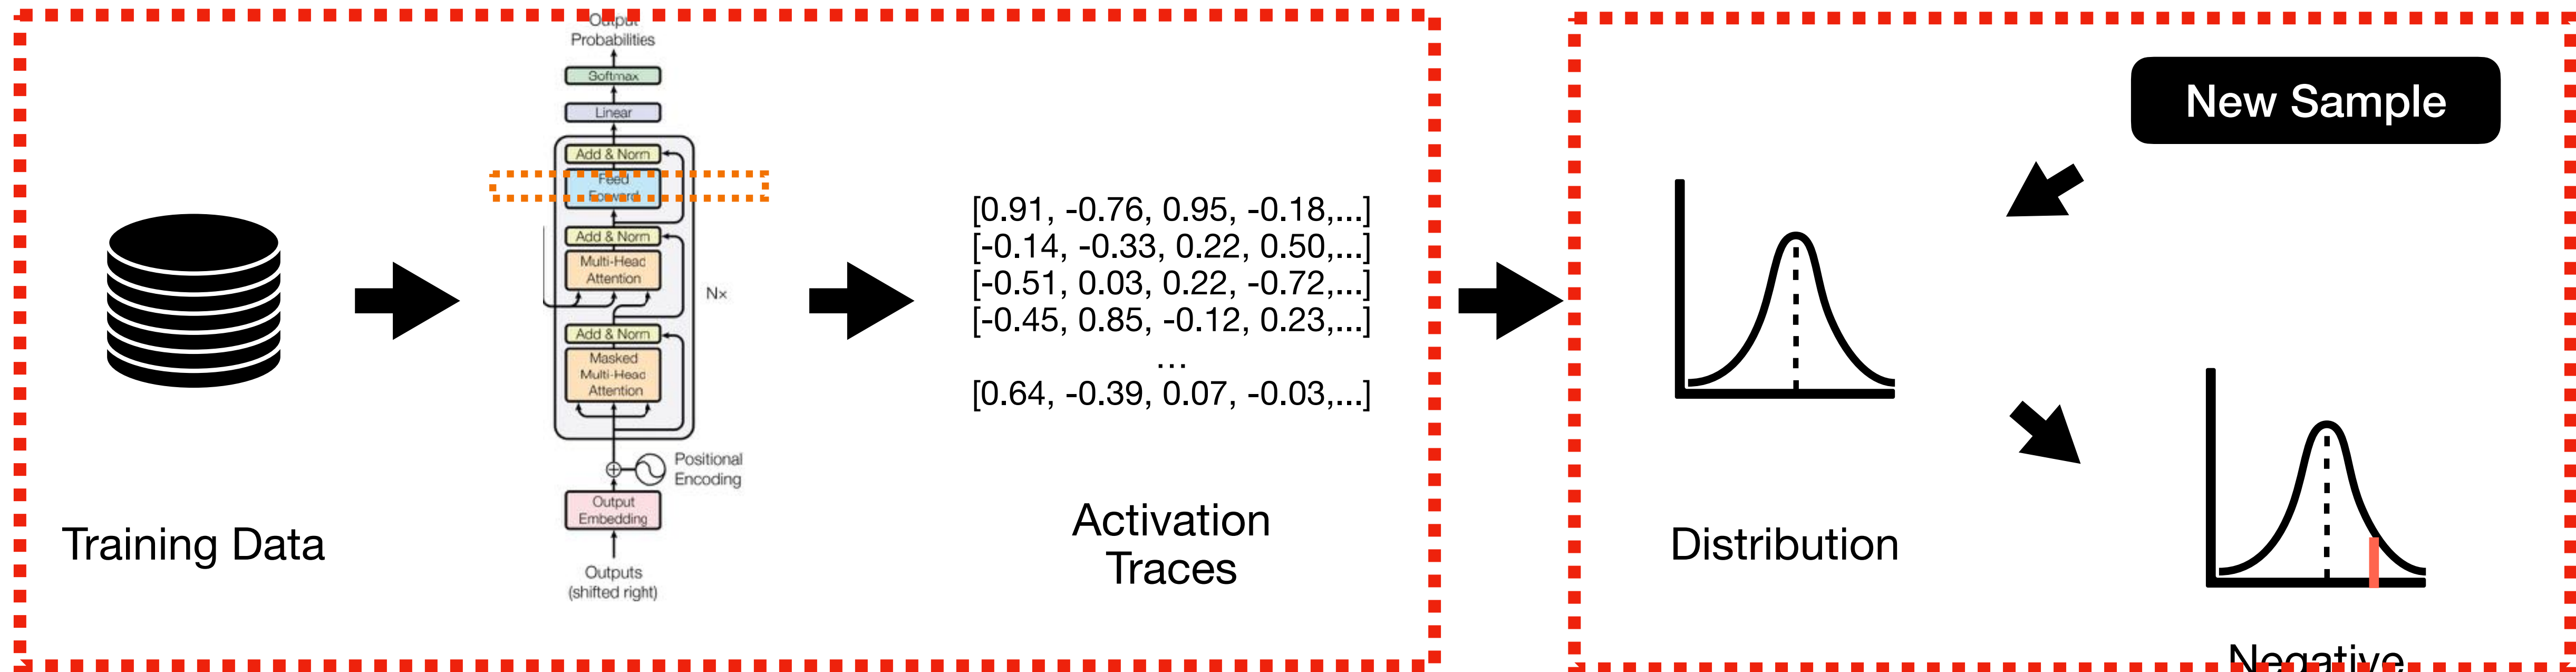 Output
Probabilities
Softmax
Linear
Add & Norm
Feed
Forward
Add & Norm
Multi-Head
Attention
Nx
Add & Norm
Masked
Multi-Head
Attention
Positional
Encoding
Output
Embedding
Outputs
(shifted right)
Training Data
[0.91, -0.76, 0.95, -0.18,...]
[-0.14, -0.33, 0.22, 0.50,...]
[-0.51, 0.03, 0.22, -0.72,...]
[-0.45, 0.85, -0.12, 0.23,...]
...
[0.64, -0.39, 0.07, -0.03,...]
Activation
Traces
New Sample
Distribution
Negative